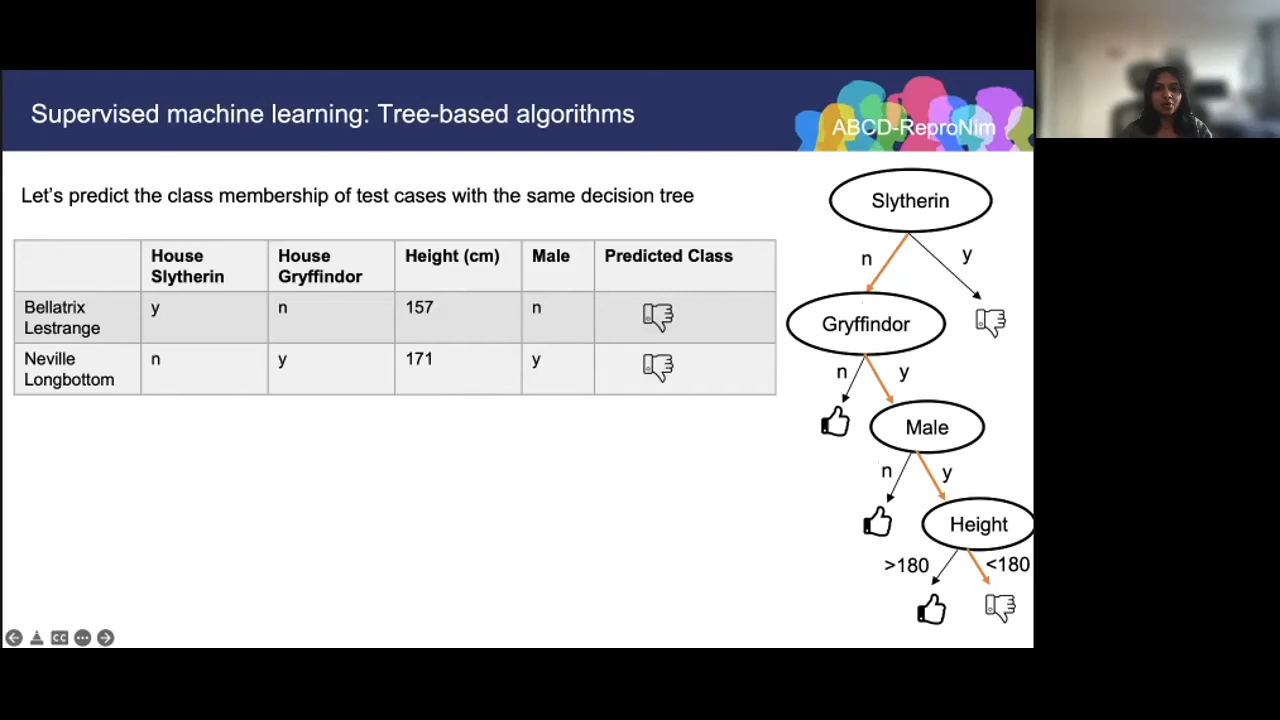 Supervised machine learning: Tree-based algorithms
ABCD-ReproNim
Let's predict the class membership of test cases with the same decision tree
House Slytherin
House Gryffindor
Height (cm)
Male
Predicted Class
Bellatrix Lestrange
y
n
157
n
Neville Longbottom
n
y
171
y
Slytherin
n
y
Gryffindor
n
y
Male
n
y
Height
>180
<180
CC